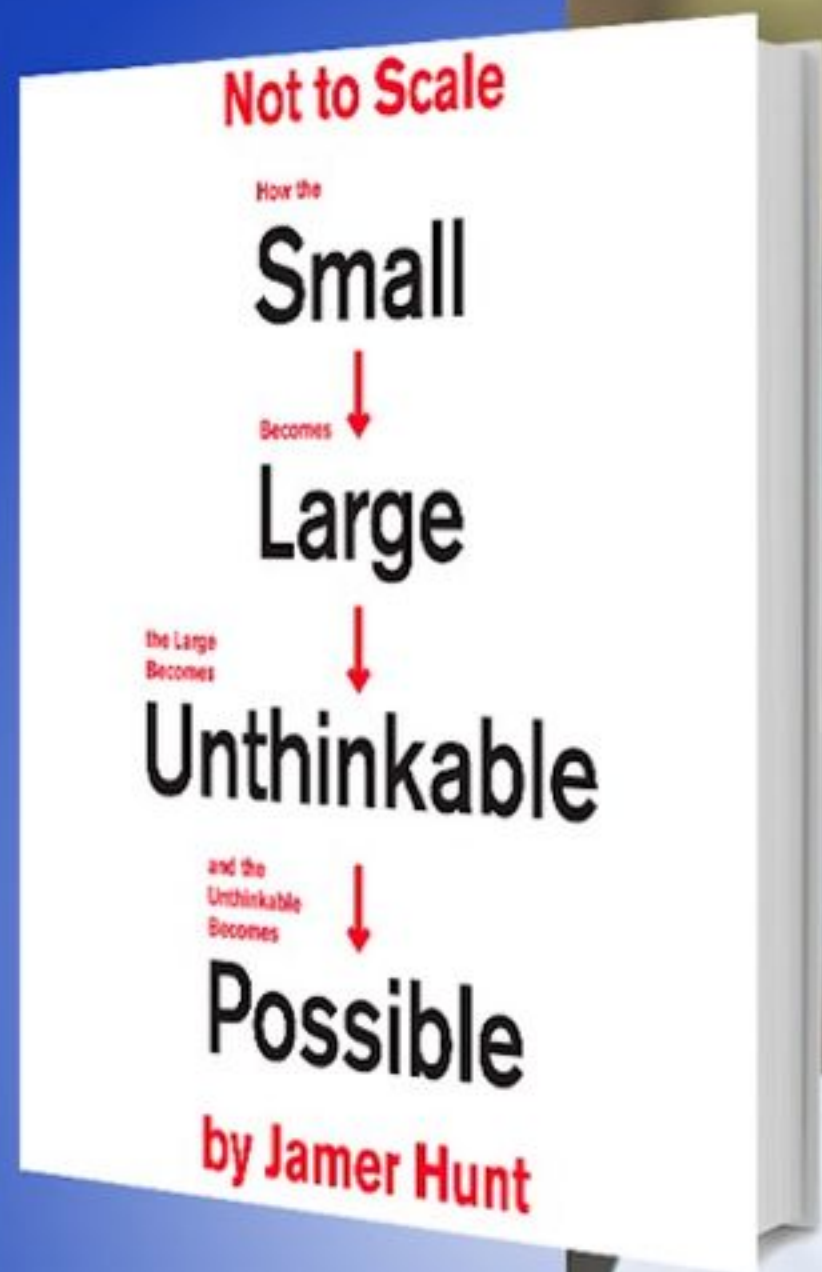 Not to Scale
How the
Small
Becomes
Large
the Large
Becomes
Unthinkable
and the
Unthinkable
Becomes
Possible
by Jamer Hunt